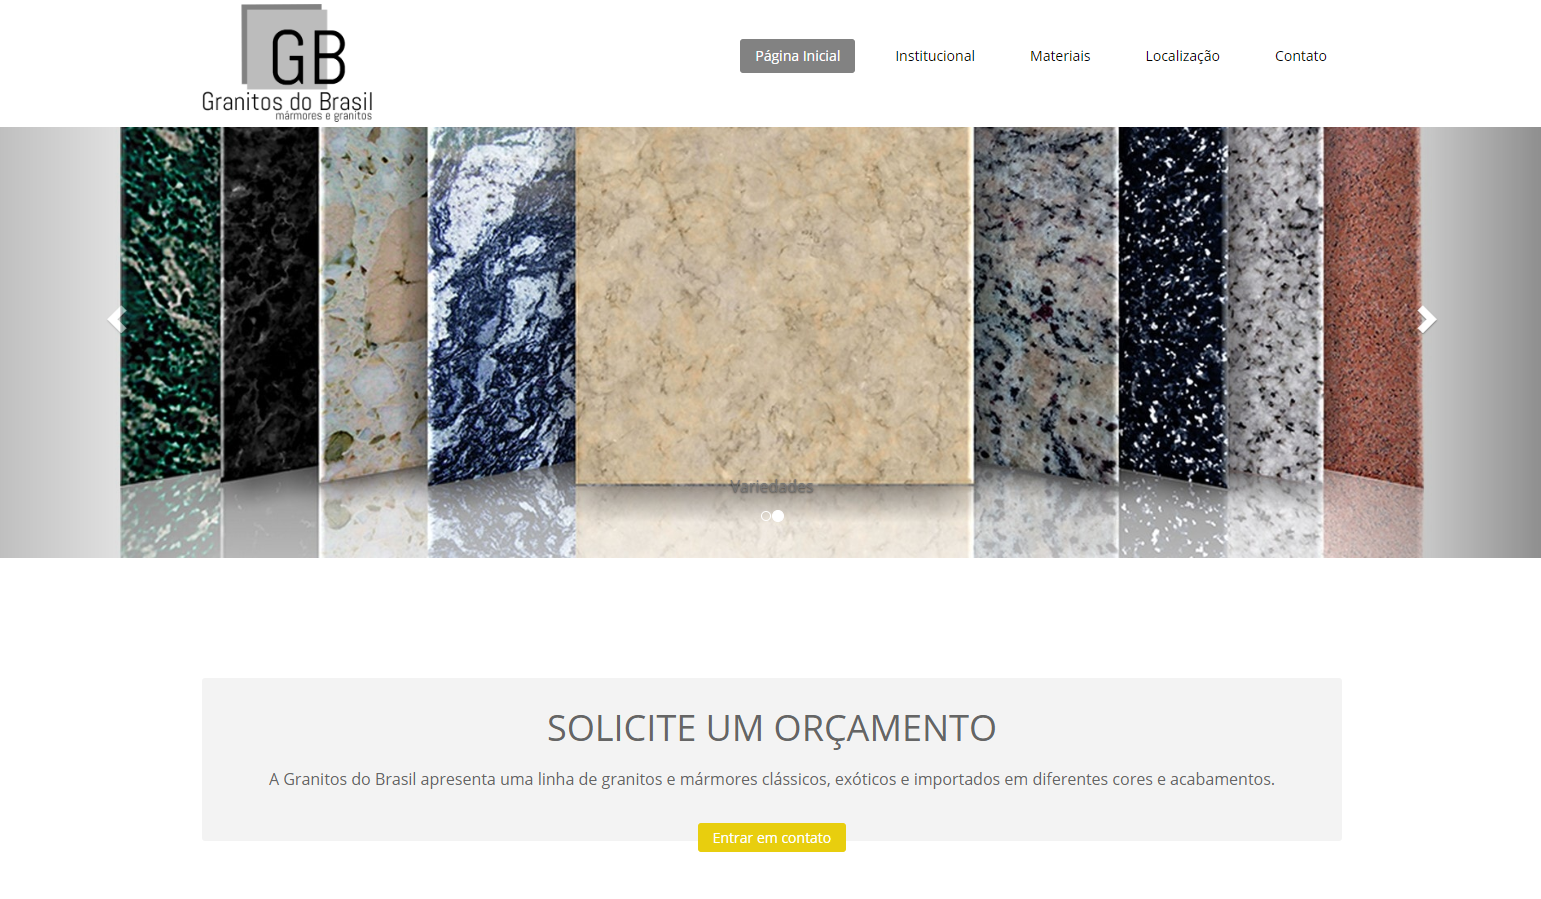 GB
Granitos do Brasil
mármores e granitos
Página Inicial
Institucional
Materiais
Localização
Contato
Variedades
SOLICITE UM ORÇAMENTO
A Granitos do Brasil apresenta uma linha de granitos e mármores clássicos, exóticos e importados em diferentes cores e acabamentos.
Entrar em contato